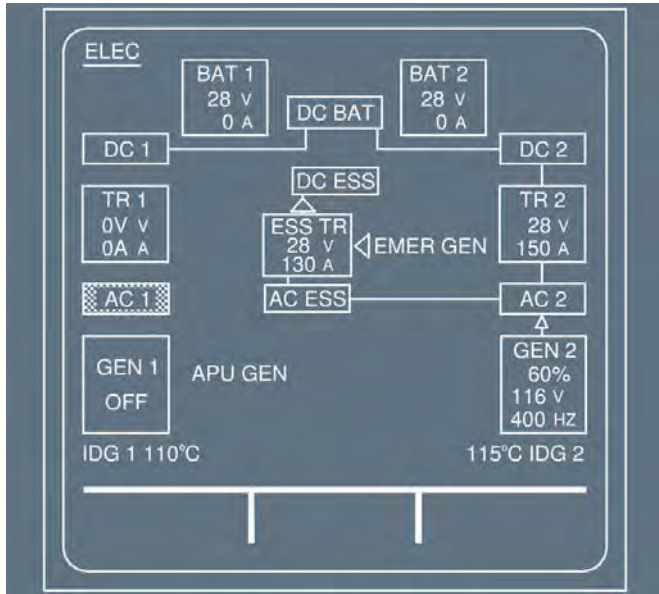 ELEC
BAT 1
28 V
0 A
DC BAT
BAT 2
28 V
0 A
DC 1
DC 2
DC ESS
TR 1
0V V
0A A
ESS TR
28 V
130 A
EMER GEN
TR 2
28 V
150 A
AC 1
AC ESS
AC 2
GEN 1
OFF
APU GEN
GEN 2
60%
116 V
400 HZ
IDG 1 110°C
115°C IDG 2